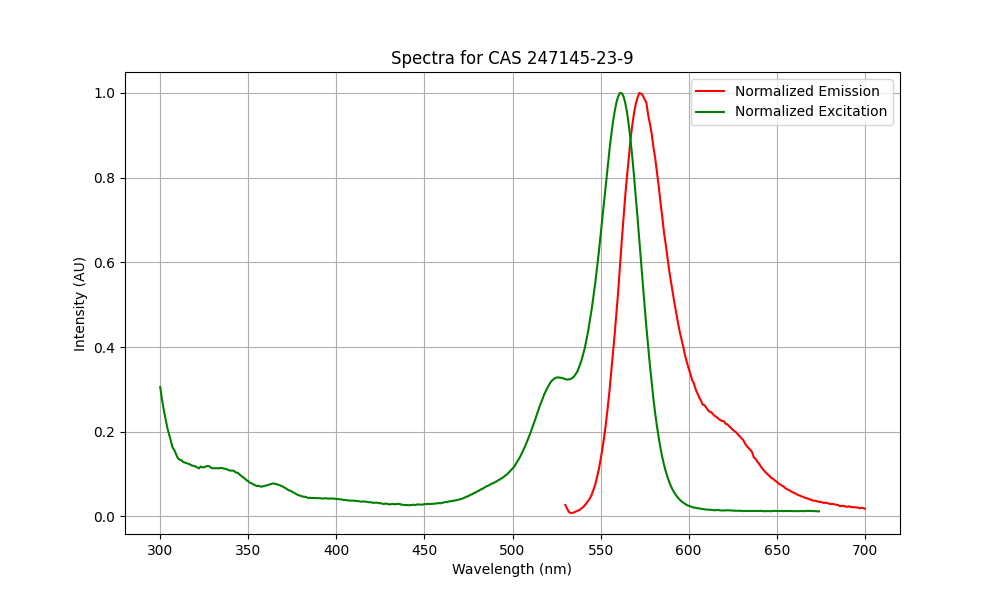 Spectra for CAS 247145-23-9
Normalized Emission
Normalized Excitation
Intensity (AU)
1.0
0.8
0.6
0.4
0.2
0.0
300 350 400 450 500 550 600 650 700
Wavelength (nm)